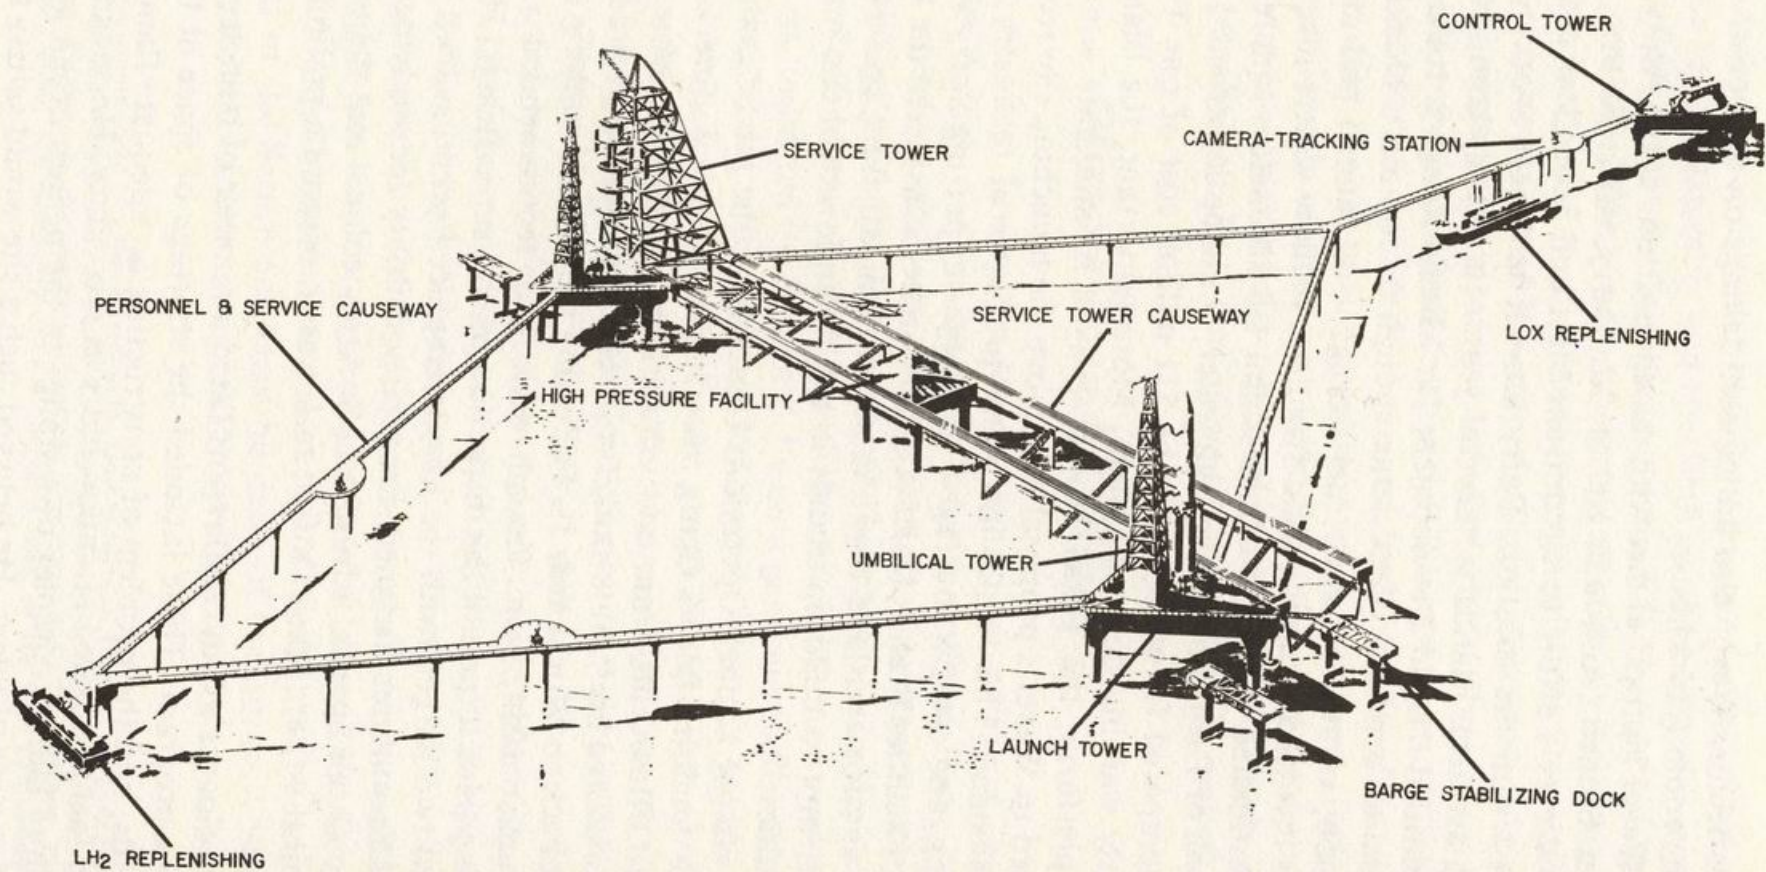 CONTROL TOWER
CAMERA-TRACKING STATION
SERVICE TOWER
PERSONNEL & SERVICE CAUSEWAY
SERVICE TOWER CAUSEWAY
LOX REPLENISHING
HIGH PRESSURE FACILITY
UMBILICAL TOWER
LAUNCH TOWER
BARGE STABILIZING DOCK
LH2 REPLENISHING